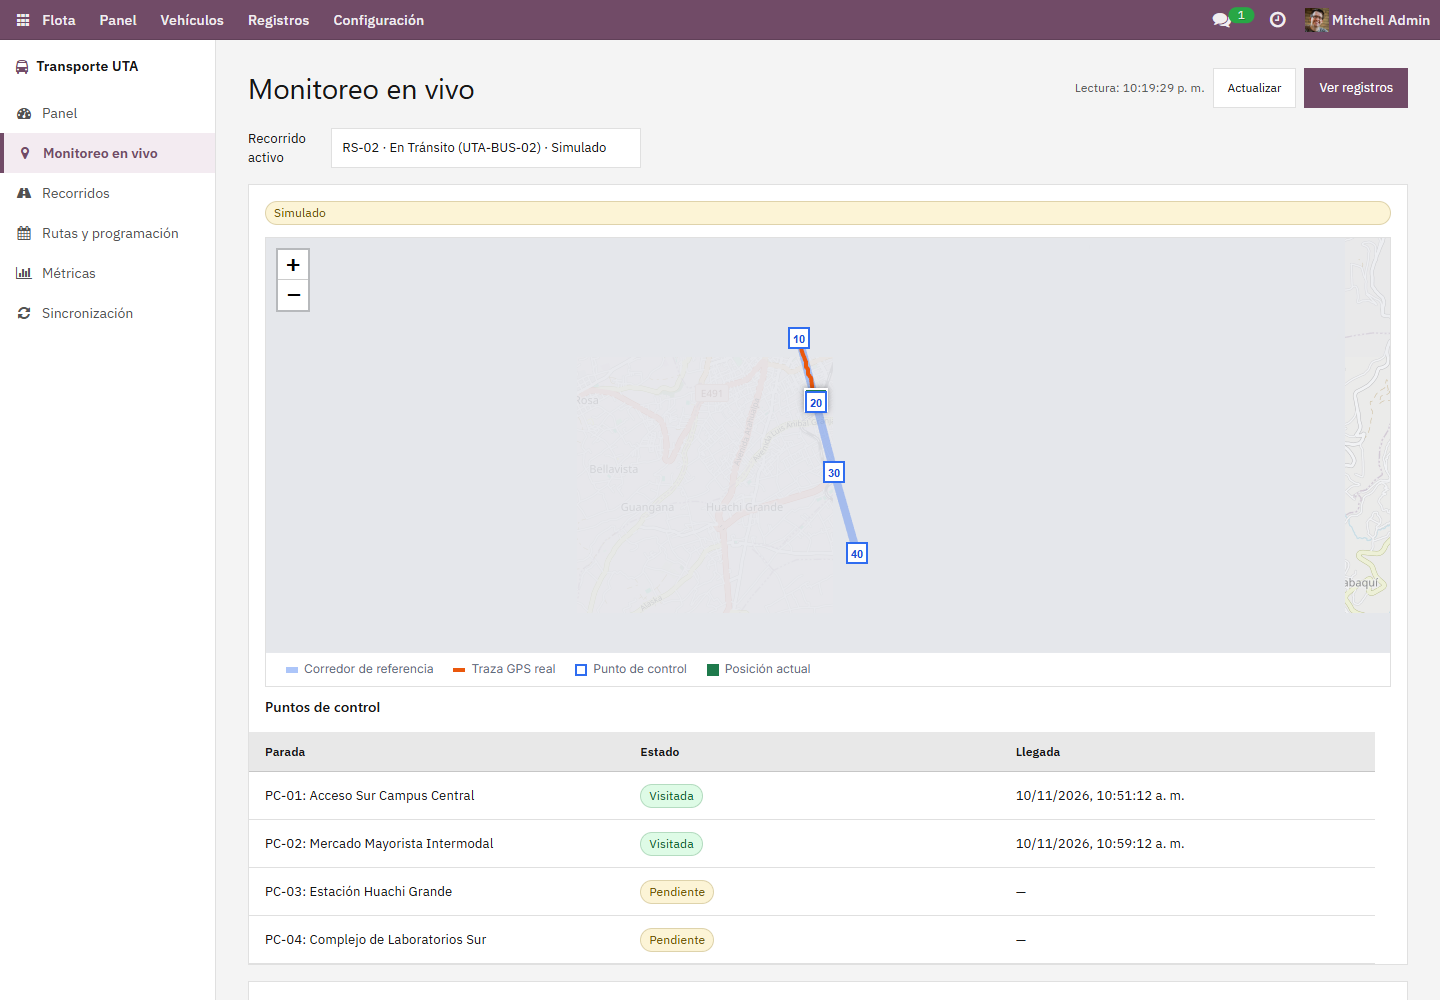 Flota
Panel
Vehículos
Registros
Configuración
1
Mitchell Admin
Transporte UTA
Panel
Monitoreo en vivo
Recorridos
Rutas y programación
Métricas
Sincronización
Monitoreo en vivo
Lectura: 10:19:29 p. m.
Actualizar
Ver registros
Recorrido
activo
RS-02 · En Tránsito (UTA-BUS-02) · Simulado
Simulado
+
−
10
20
30
40
E491
Bellavista
Guangana
Huachi Grande
abaqui
Corredor de referencia
Traza GPS real
Punto de control
Posición actual
Puntos de control
Parada Estado Llegada
PC-01: Acceso Sur Campus Central Visitada 10/11/2026, 10:51:12 a. m.
PC-02: Mercado Mayorista Intermodal Visitada 10/11/2026, 10:59:12 a. m.
PC-03: Estación Huachi Grande Pendiente —
PC-04: Complejo de Laboratorios Sur Pendiente —